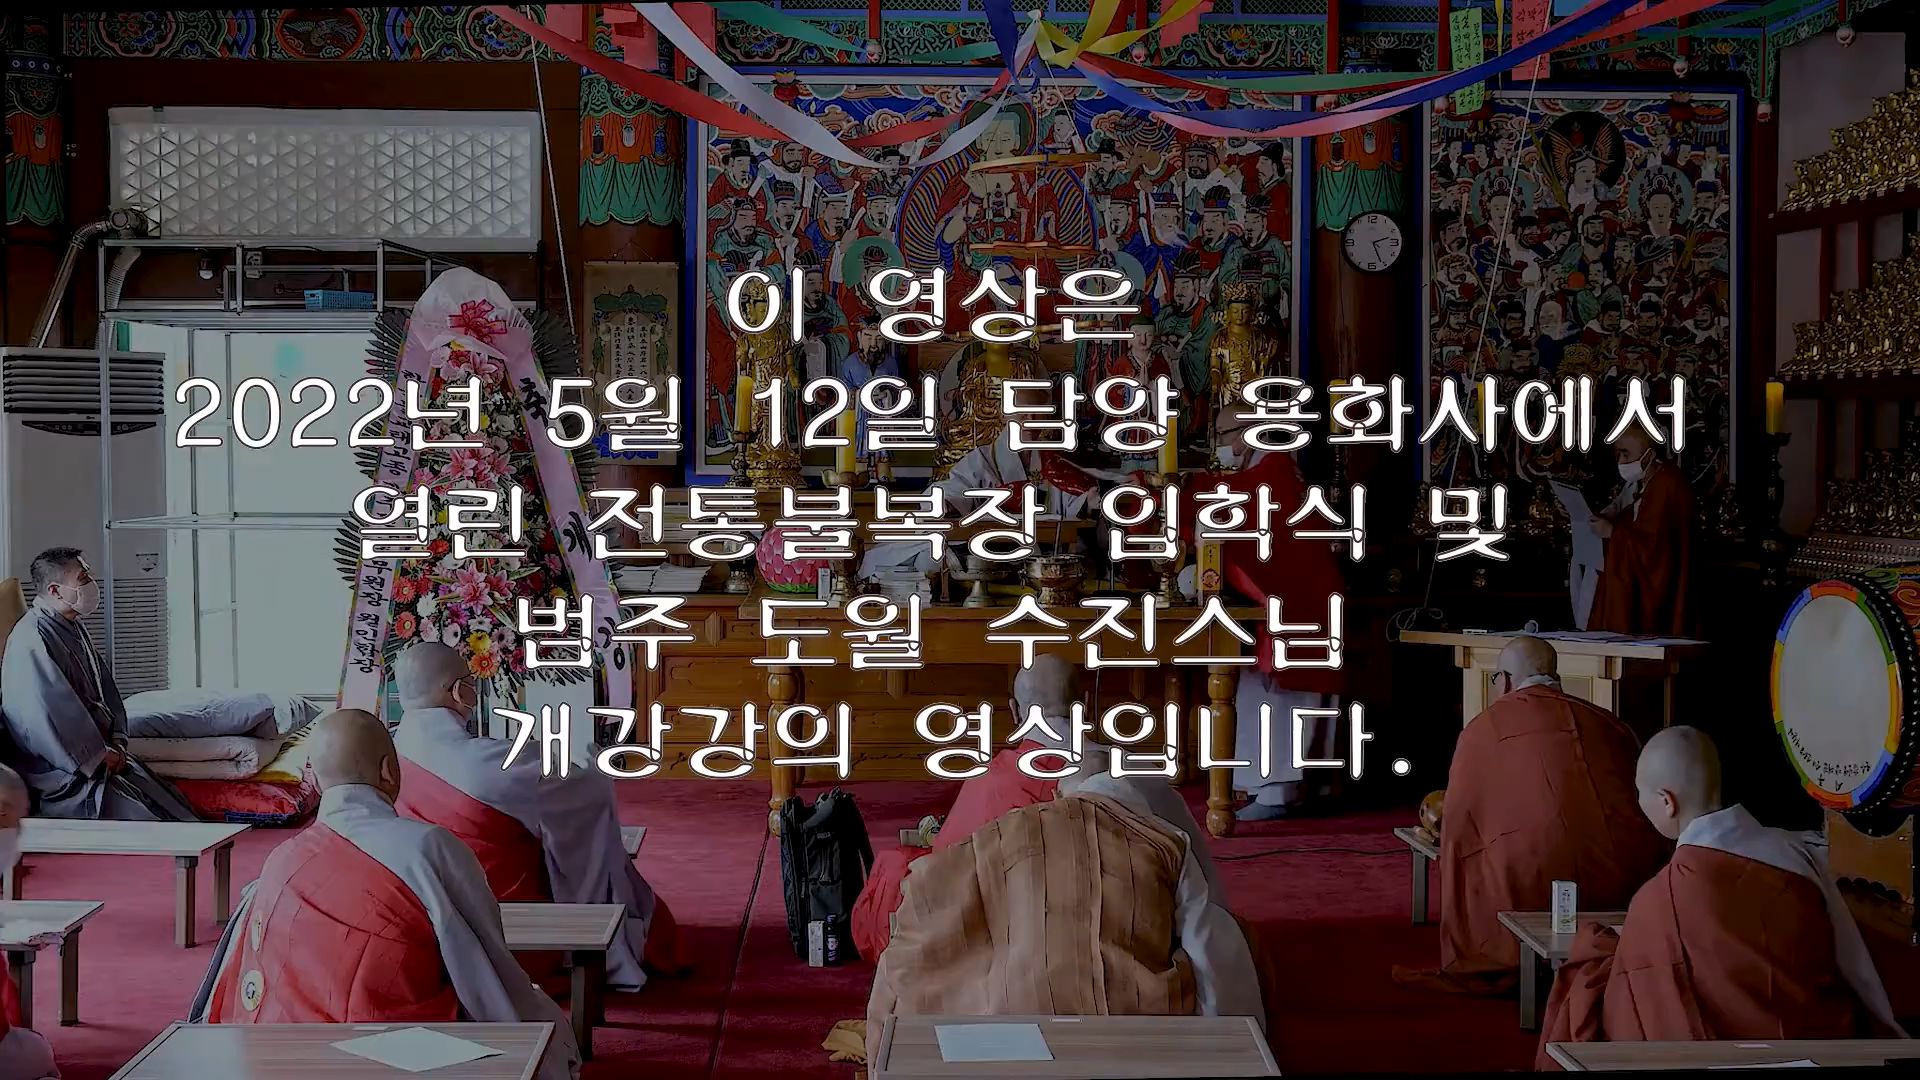 이 영상은
2022년 5월 12일 담양 용화사에서
열린 전통불복장 입학식 및
법주 도월 수진스님
개강강의 영상입니다.